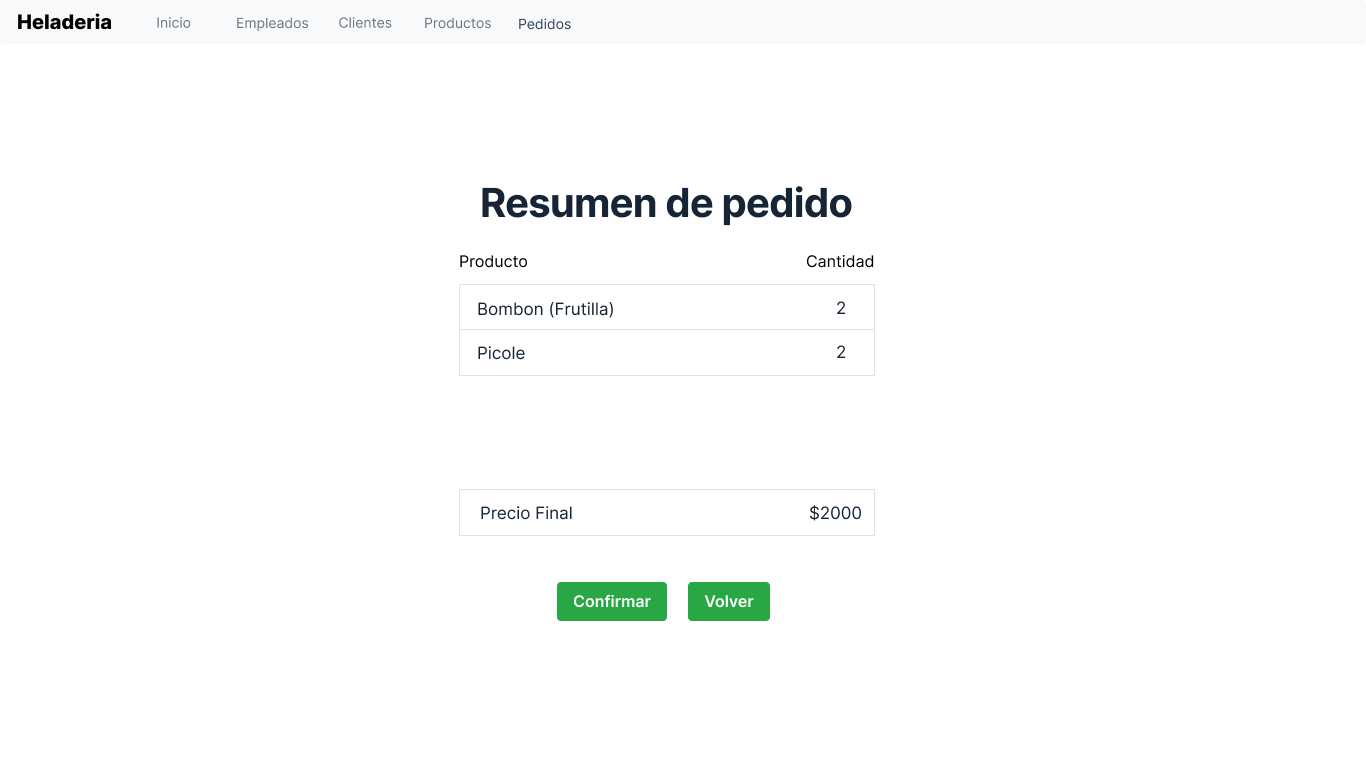 Heladeria Inicio Empleados Clientes Productos Pedidos
Resumen de pedido
Producto Cantidad
Bombon (Frutilla) 2
Picole 2
Precio Final $2000
Confirmar Volver